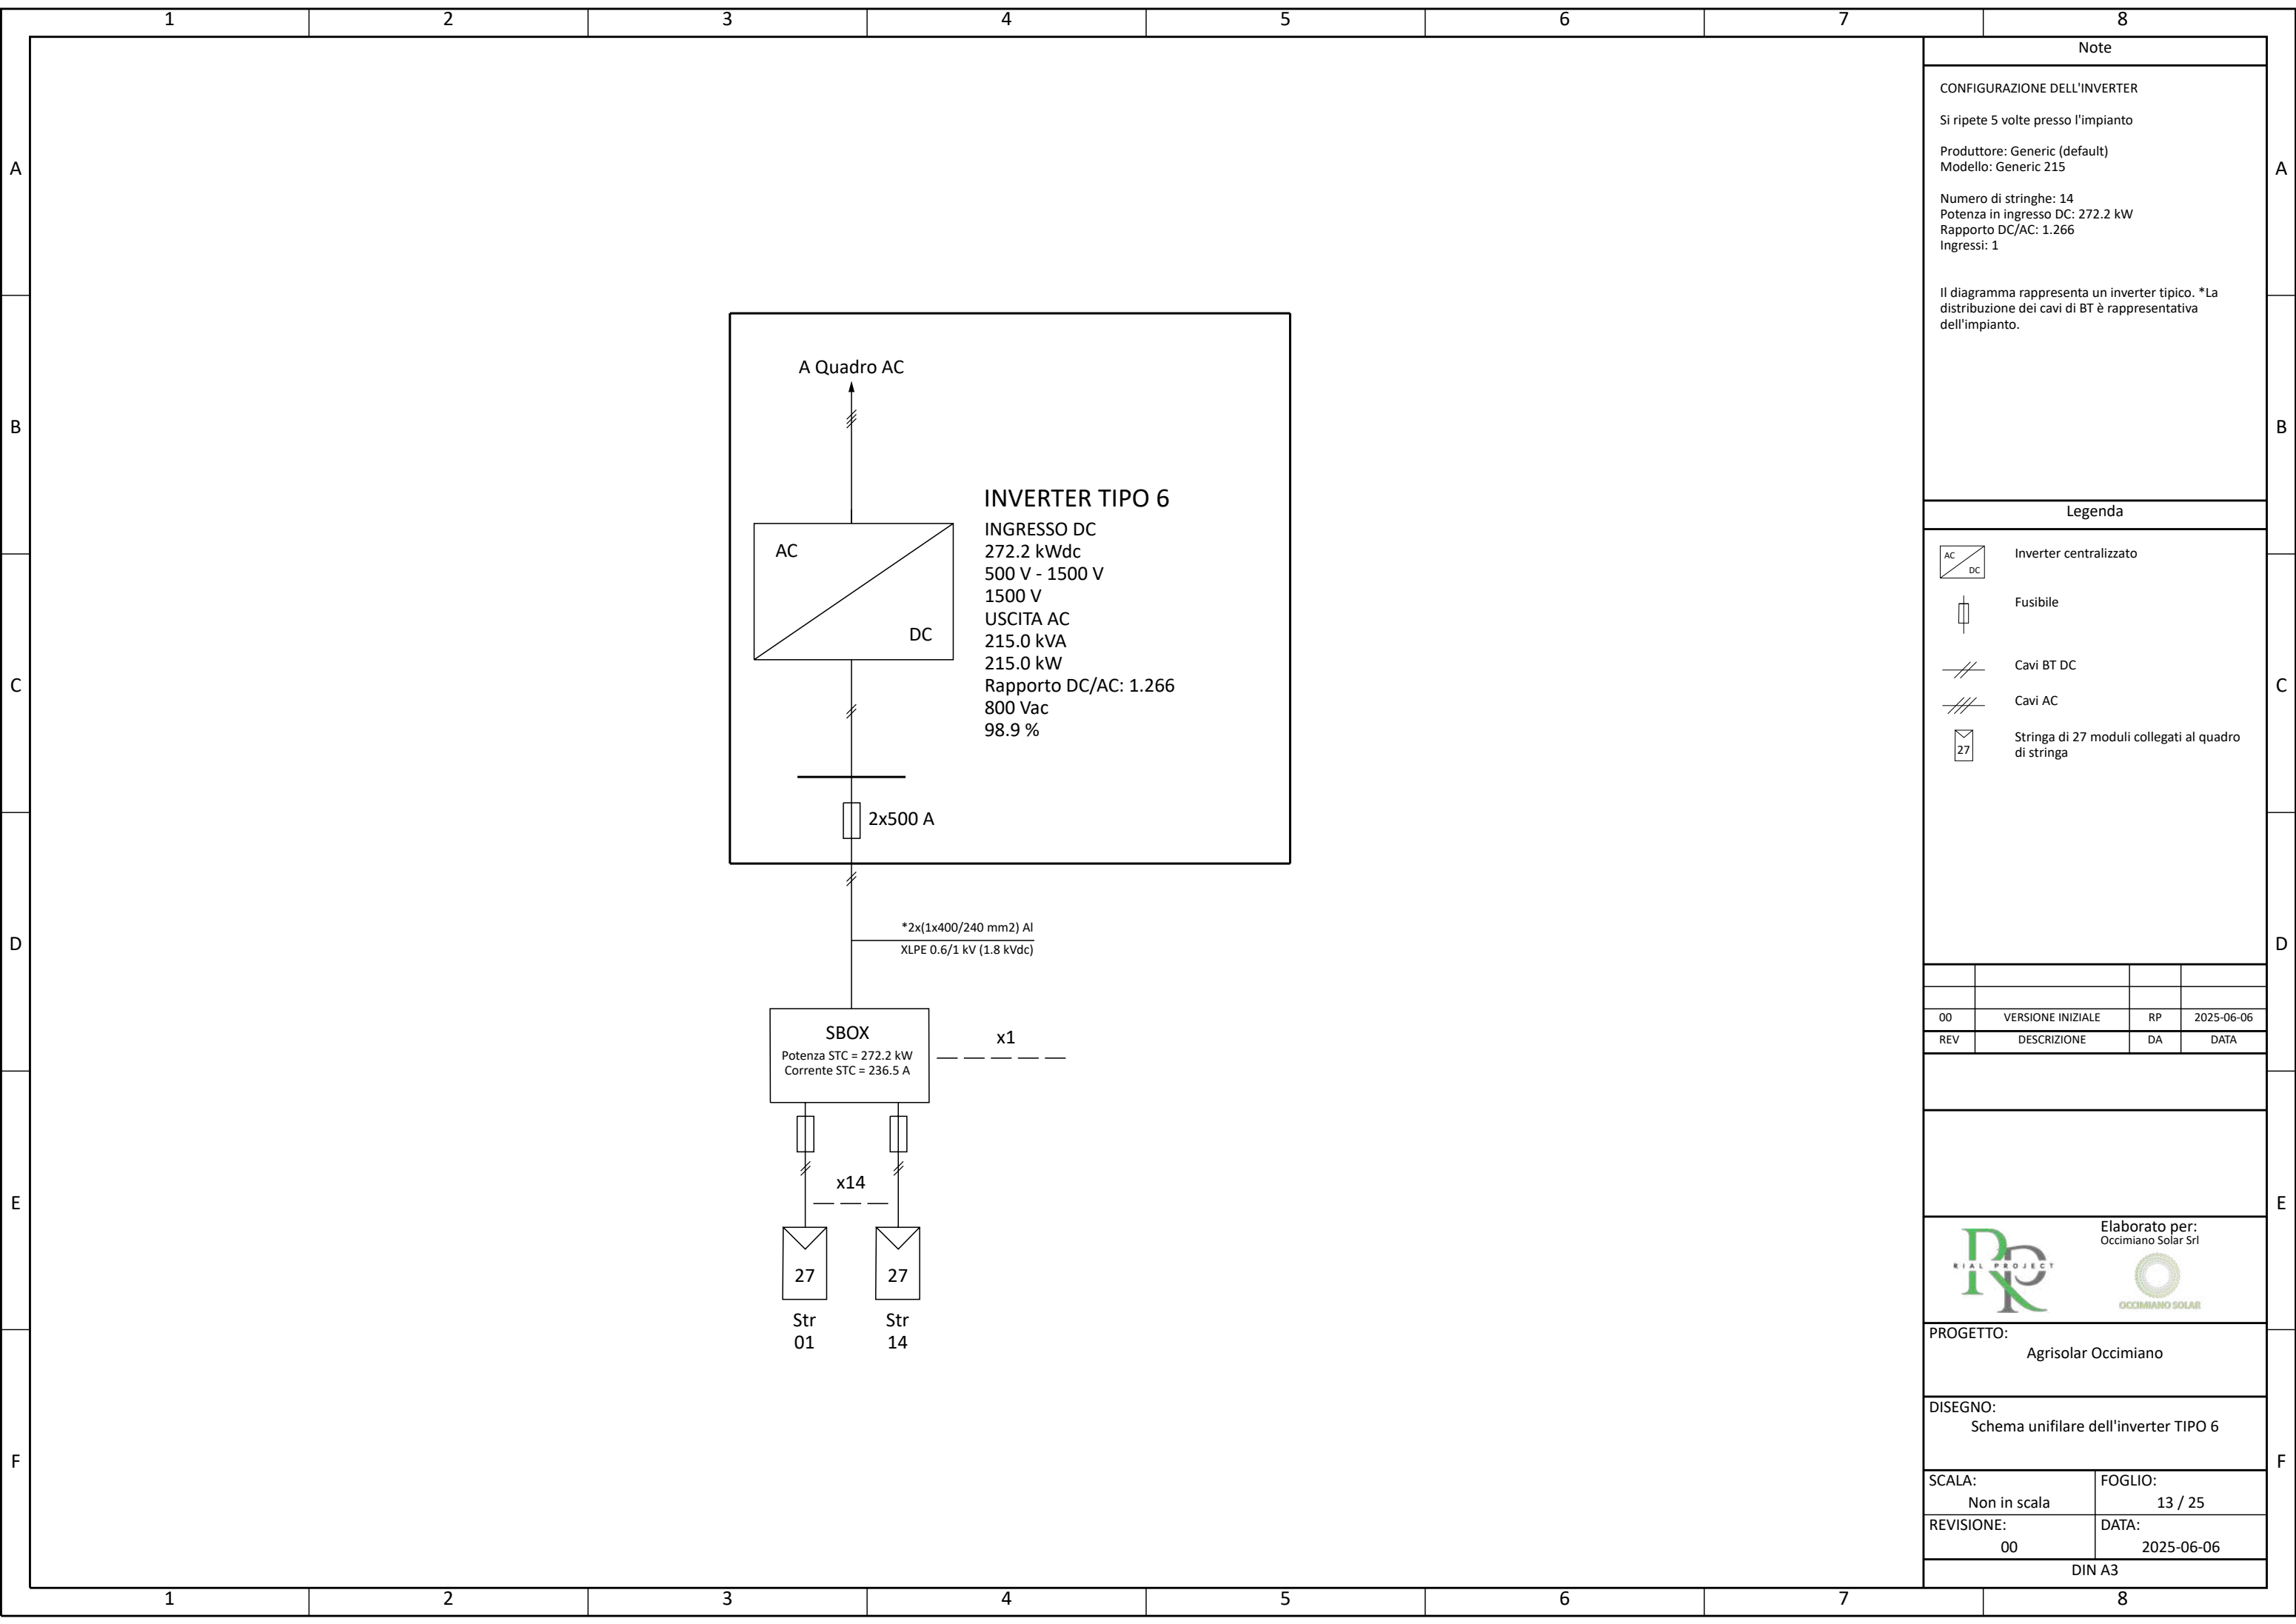 1 2 3 4 5 6 7 8
A A
B B
C C
D D
E E
F F
A Quadro AC
AC
DC
INVERTER TIPO 6
INGRESSO DC
272.2 kWdc
500 V - 1500 V
1500 V
USCITA AC
215.0 kVA
215.0 kW
Rapporto DC/AC: 1.266
800 Vac
98.9 %
2x500 A
*2x(1x400/240 mm2) Al
XLPE 0.6/1 kV (1.8 kVdc)
SBOX
Potenza STC = 272.2 kW
Corrente STC = 236.5 A
x1
x14
27 27
Str Str
01 14
Note
CONFIGURAZIONE DELL'INVERTER
Si ripete 5 volte presso l'impianto
Produttore: Generic (default)
Modello: Generic 215
Numero di stringhe: 14
Potenza in ingresso DC: 272.2 kW
Rapporto DC/AC: 1.266
Ingressi: 1
Il diagramma rappresenta un inverter tipico. *La
distribuzione dei cavi di BT è rappresentativa
dell'impianto.
Legenda
AC
DC
Inverter centralizzato
Fusibile
Cavi BT DC
Cavi AC
27
Stringa di 27 moduli collegati al quadro
di stringa
00 VERSIONE INIZIALE RP 2025-06-06
REV DESCRIZIONE DA DATA
RP
RIAL PROJECT
Elaborato per:
Occimiano Solar Srl
OCCIMIANO SOLAR
PROGETTO:
Agrisolar Occimiano
DISEGNO:
Schema unifilare dell'inverter TIPO 6
SCALA: FOGLIO:
Non in scala 13 / 25
REVISIONE: DATA:
00 2025-06-06
DIN A3
1 2 3 4 5 6 7 8